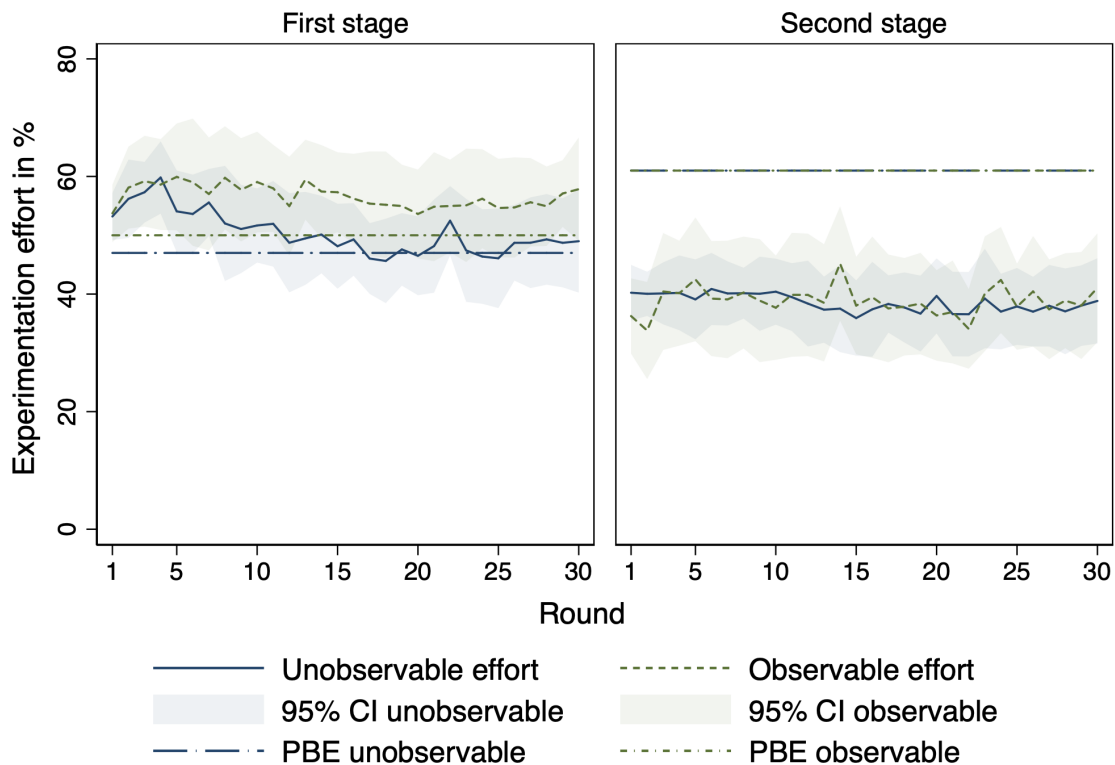 First stage
Second stage
Experimentation effort in %
80
60
40
20
0
1 5 10 15 20 25 30
1 5 10 15 20 25 30
Round
Unobservable effort
Observable effort
95% CI unobservable
95% CI observable
PBE unobservable
PBE observable